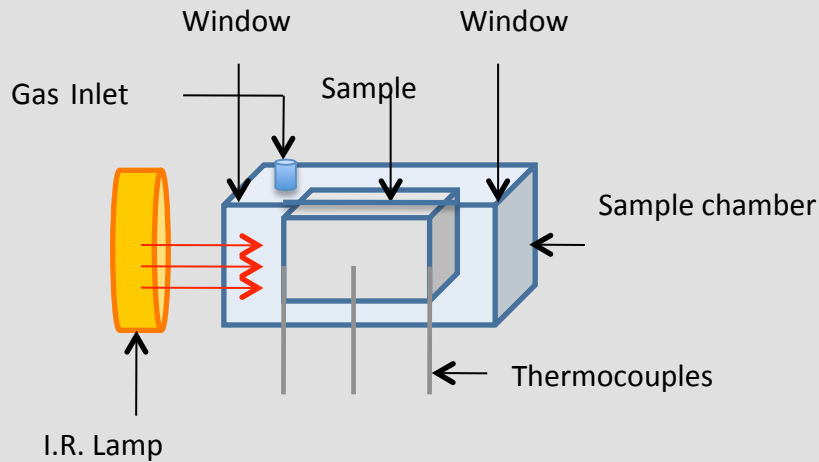 Window
Window
Gas Inlet
Sample
Sample chamber
Thermocouples
I.R. Lamp